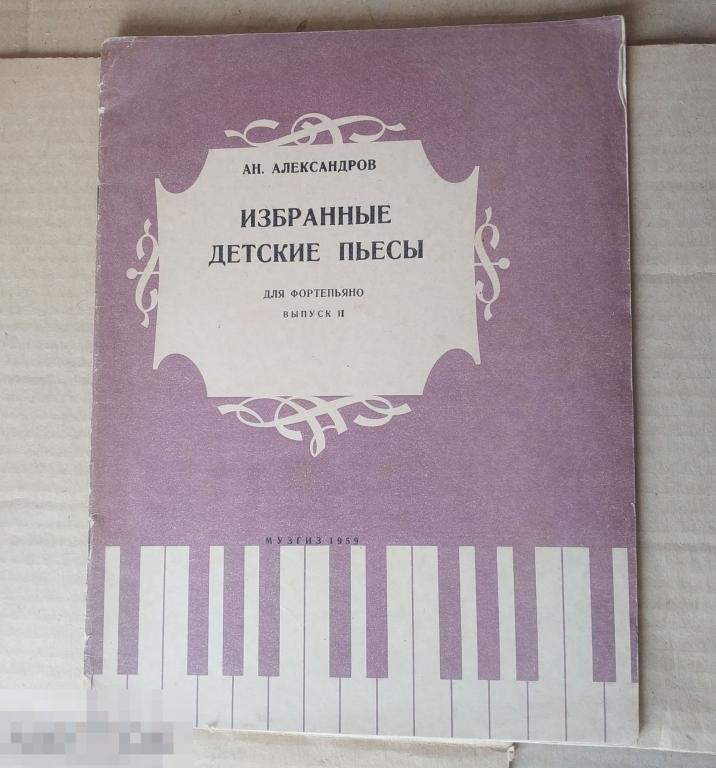 АН. АЛЕКСАНДРОВ
ИЗБРАННЫЕ
ДЕТСКИЕ ПЬЕСЫ
ДЛЯ ФОРТЕПЬЯНО
ВЫПУСК II
МУЗГИЗ 1959